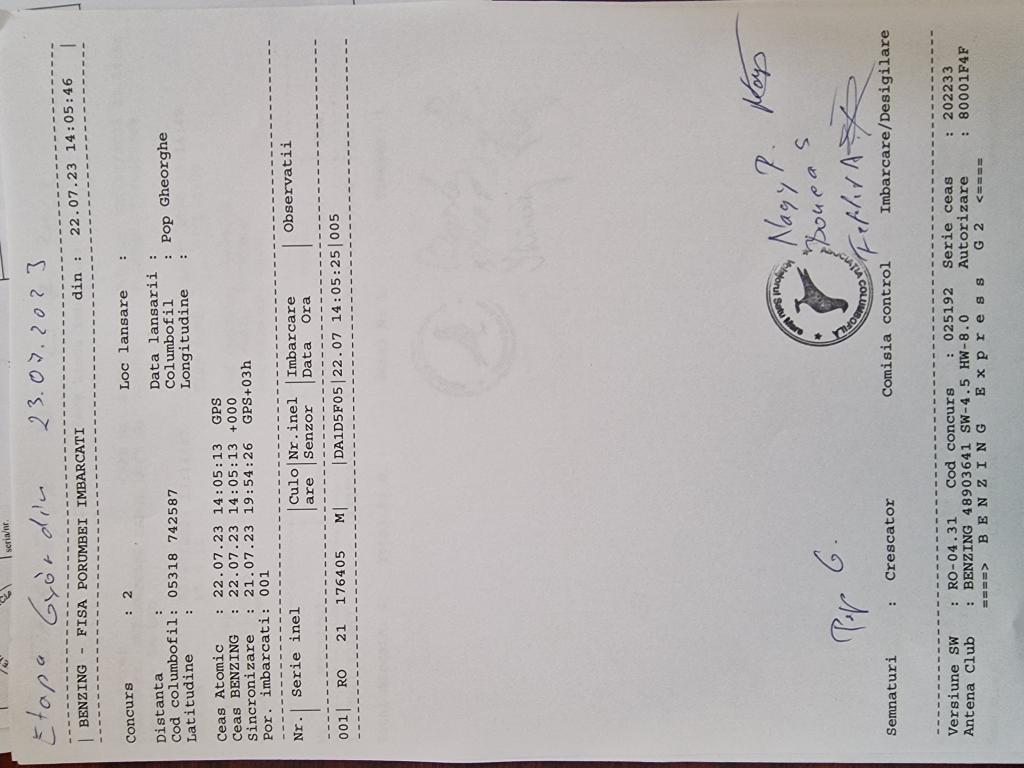 Etapa Györ din 23.07.2023
| BENZING - FISA PORUMBEI IMBARCATI din : 22.07.23 14:05:46 |
Concurs : 2 Loc lansare :
Distanta : Data lansarii :
Cod columbofil: 05318 742587 Columbofil : Pop Gheorghe
Latitudine : Longitudine :
Ceas Atomic : 22.07.23 14:05:13 GPS
Ceas BENZING : 22.07.23 14:05:13 +000
Sincronizare : 21.07.23 19:54:26 GPS+03h
Por. imbarcati: 001
Nr.| Serie inel |Culo|Nr.inel |Imbarcare | Observatii
| |are |Senzor |Data Ora |
001| RO 21 176405 M| |DA1D5F05|22.07 14:05:25|005
Pop G.
Nagy P.
Semnaturi : Crescator Comisia control Imbarcare/Desigilare
Versiune SW : RO-04.31 Cod concurs : 025192 Serie ceas : 202233
Antena Club : BENZING 48903641 SW-4.5 HW-8.0 Autorizare : 80001F4F
====> B E N Z I N G E x p r e s s G 2 <====